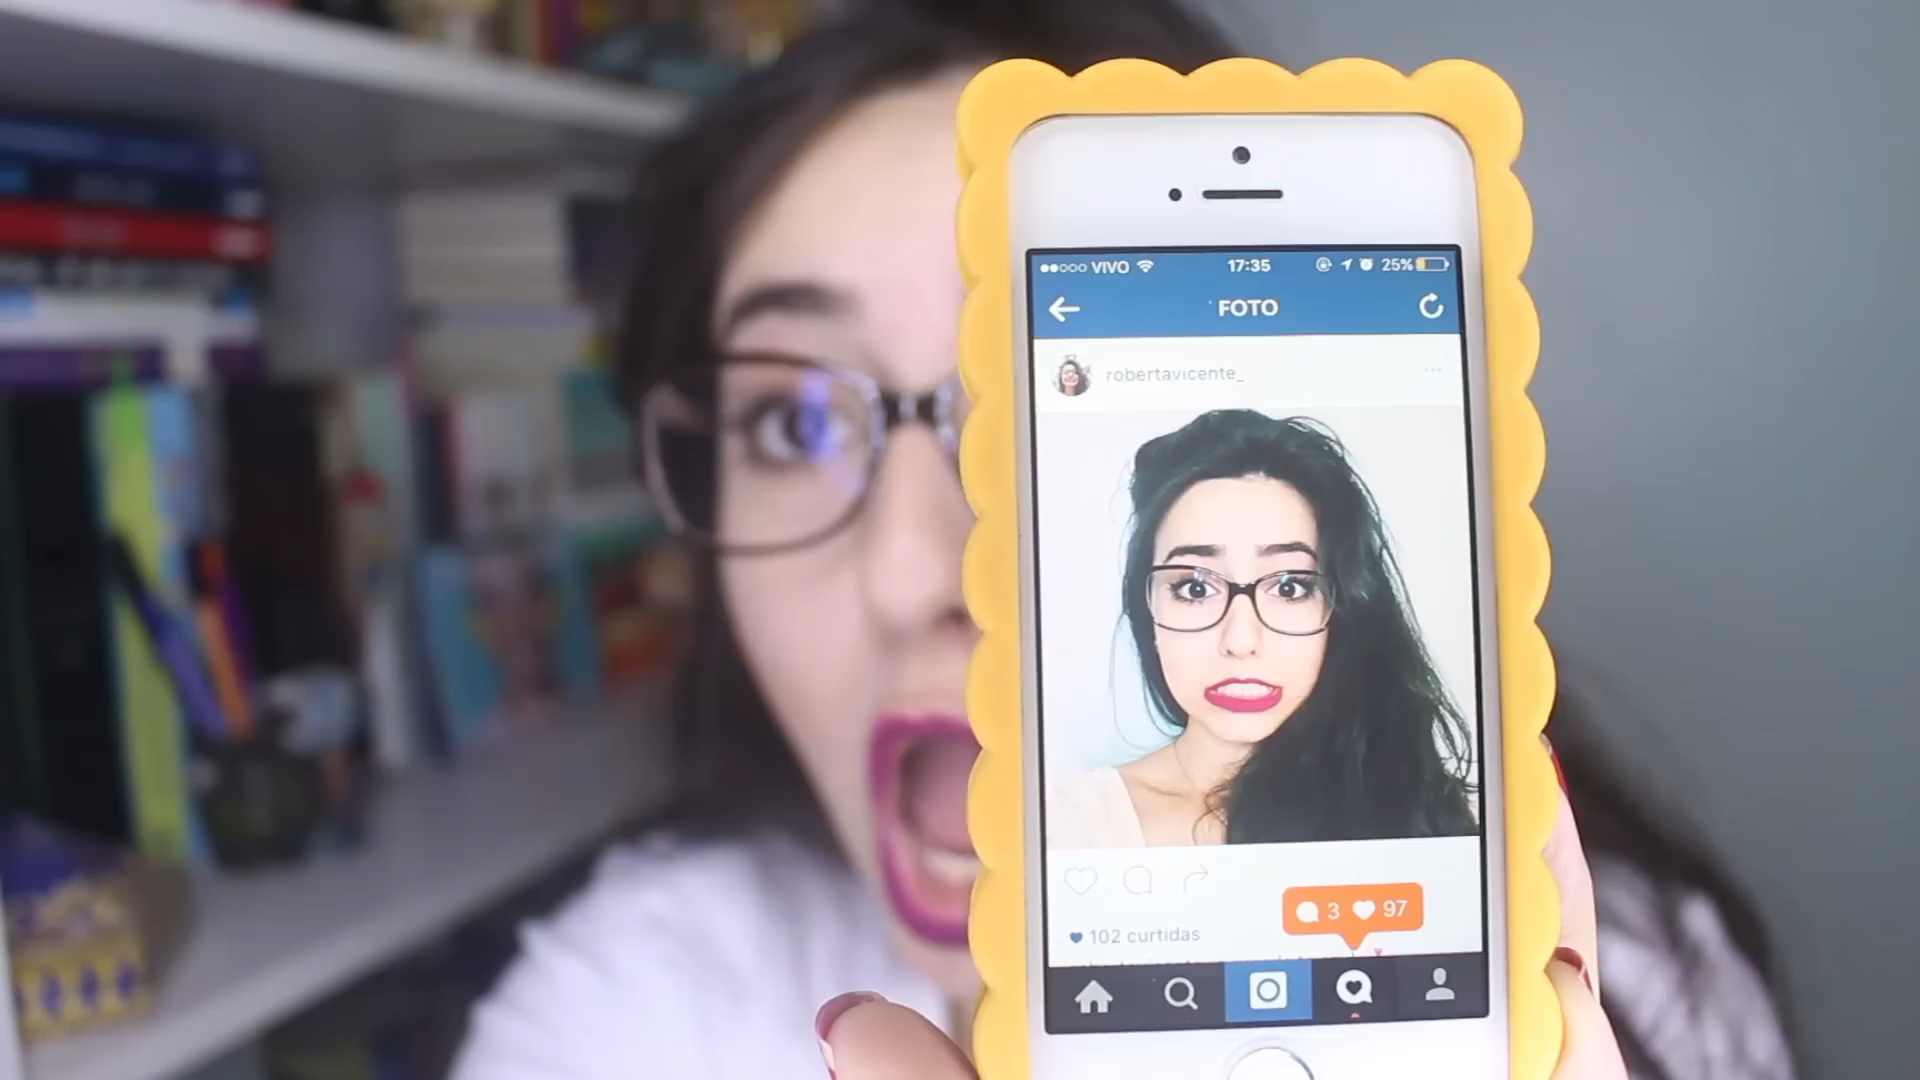 VIVO 17:35 25%
FOTO
robertavicente_
3 97
102 curtidas